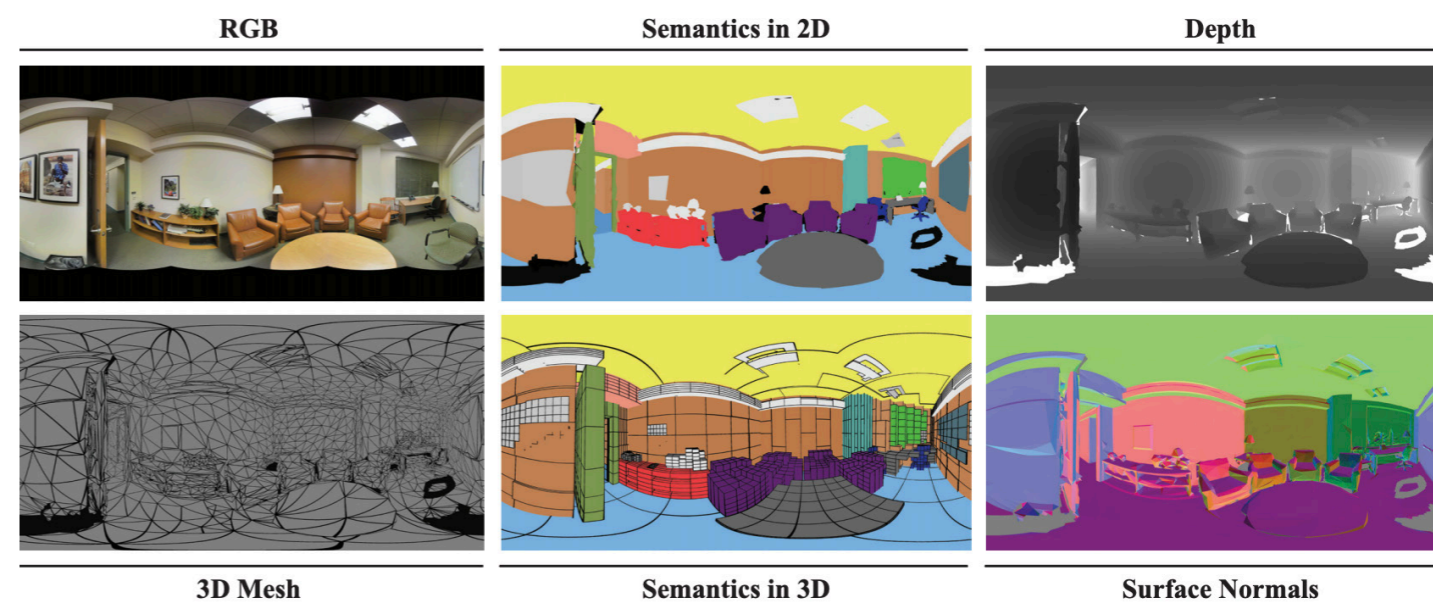 RGB
Semantics in 2D
Depth
3D Mesh
Semantics in 3D
Surface Normals